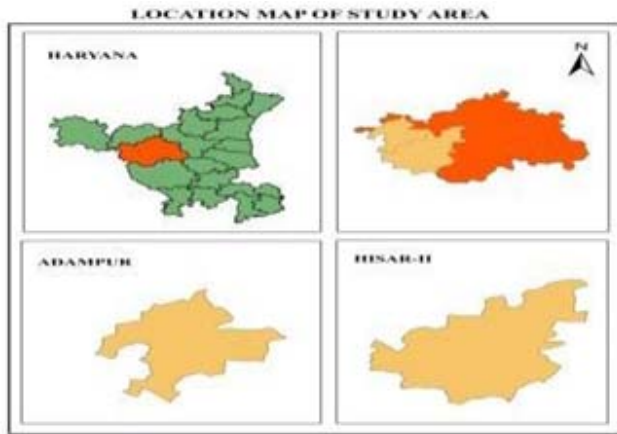 LOCATION MAP OF STUDY AREA
HARYANA
N
ADAMPUR
HISAR-II